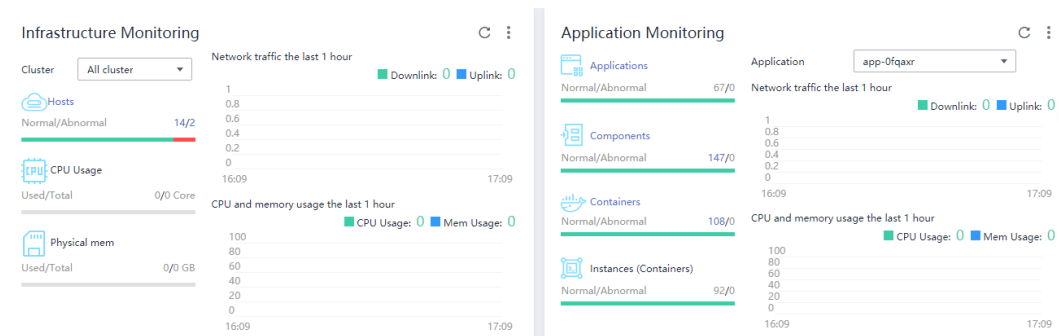 Infrastructure Monitoring
Cluster
All cluster
Hosts
Normal/Abnormal 14/2
CPU
CPU Usage
Used/Total 0/0 Core
Physical mem
Used/Total 0/0 GB
Network traffic the last 1 hour
Downlink: 0 Uplink: 0
1
0.8
0.6
0.4
0.2
0
16:09 17:09
CPU and memory usage the last 1 hour
CPU Usage: 0 Mem Usage: 0
100
80
60
40
20
0
16:09 17:09
Application Monitoring
Applications
Normal/Abnormal 67/0
Components
Normal/Abnormal 147/0
Containers
Normal/Abnormal 108/0
Instances (Containers)
Normal/Abnormal 92/0
Application
app-0fqaxr
Network traffic the last 1 hour
Downlink: 0 Uplink: 0
1
0.8
0.6
0.4
0.2
0
16:09 17:09
CPU and memory usage the last 1 hour
CPU Usage: 0 Mem Usage: 0
100
80
60
40
20
0
16:09 17:09